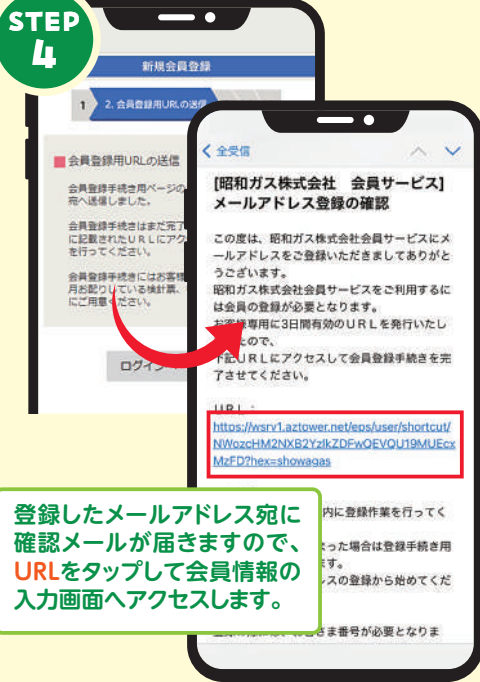 STEP
4
新規会員登録
1
2. 会員登録用URLの送信
会員登録用URLの送信
会員登録手続き用ページの
宛へ送信しました。
会員登録手続きはまだ完了
に記載されたＵＲＬにアク
を行ってください。
会員登録手続きにはお客様
月お配りしている検針票、
にご用意ください。
ログイン
全受信
[昭和ガス株式会社　会員サービス]
メールアドレス登録の確認
この度は、昭和ガス株式会社会員サービスにメ
ールアドレスをご登録いただきましてありがと
うございます。
昭和ガス株式会社会員サービスをご利用するに
は会員の登録が必要となります。
お客様専用に3日間有効のＵＲＬを発行いたし
たので、
下記ＵＲＬにアクセスして会員登録手続きを完
了させてください。
ＵＲＬ：
https://wsrv1.aztower.net/eps/user/shortcut/
NWozcHM2NXB2YzlkZDFwQEVQU19MUEcx
MzFD?hex=showagas
内に登録作業を行ってく
った場合は登録手続き用
ます。
レスの登録から始めてくだ
さま番号が必要となりま
登録したメールアドレス宛に
確認メールが届きますので、
URLをタップして会員情報の
入力画面へアクセスします。